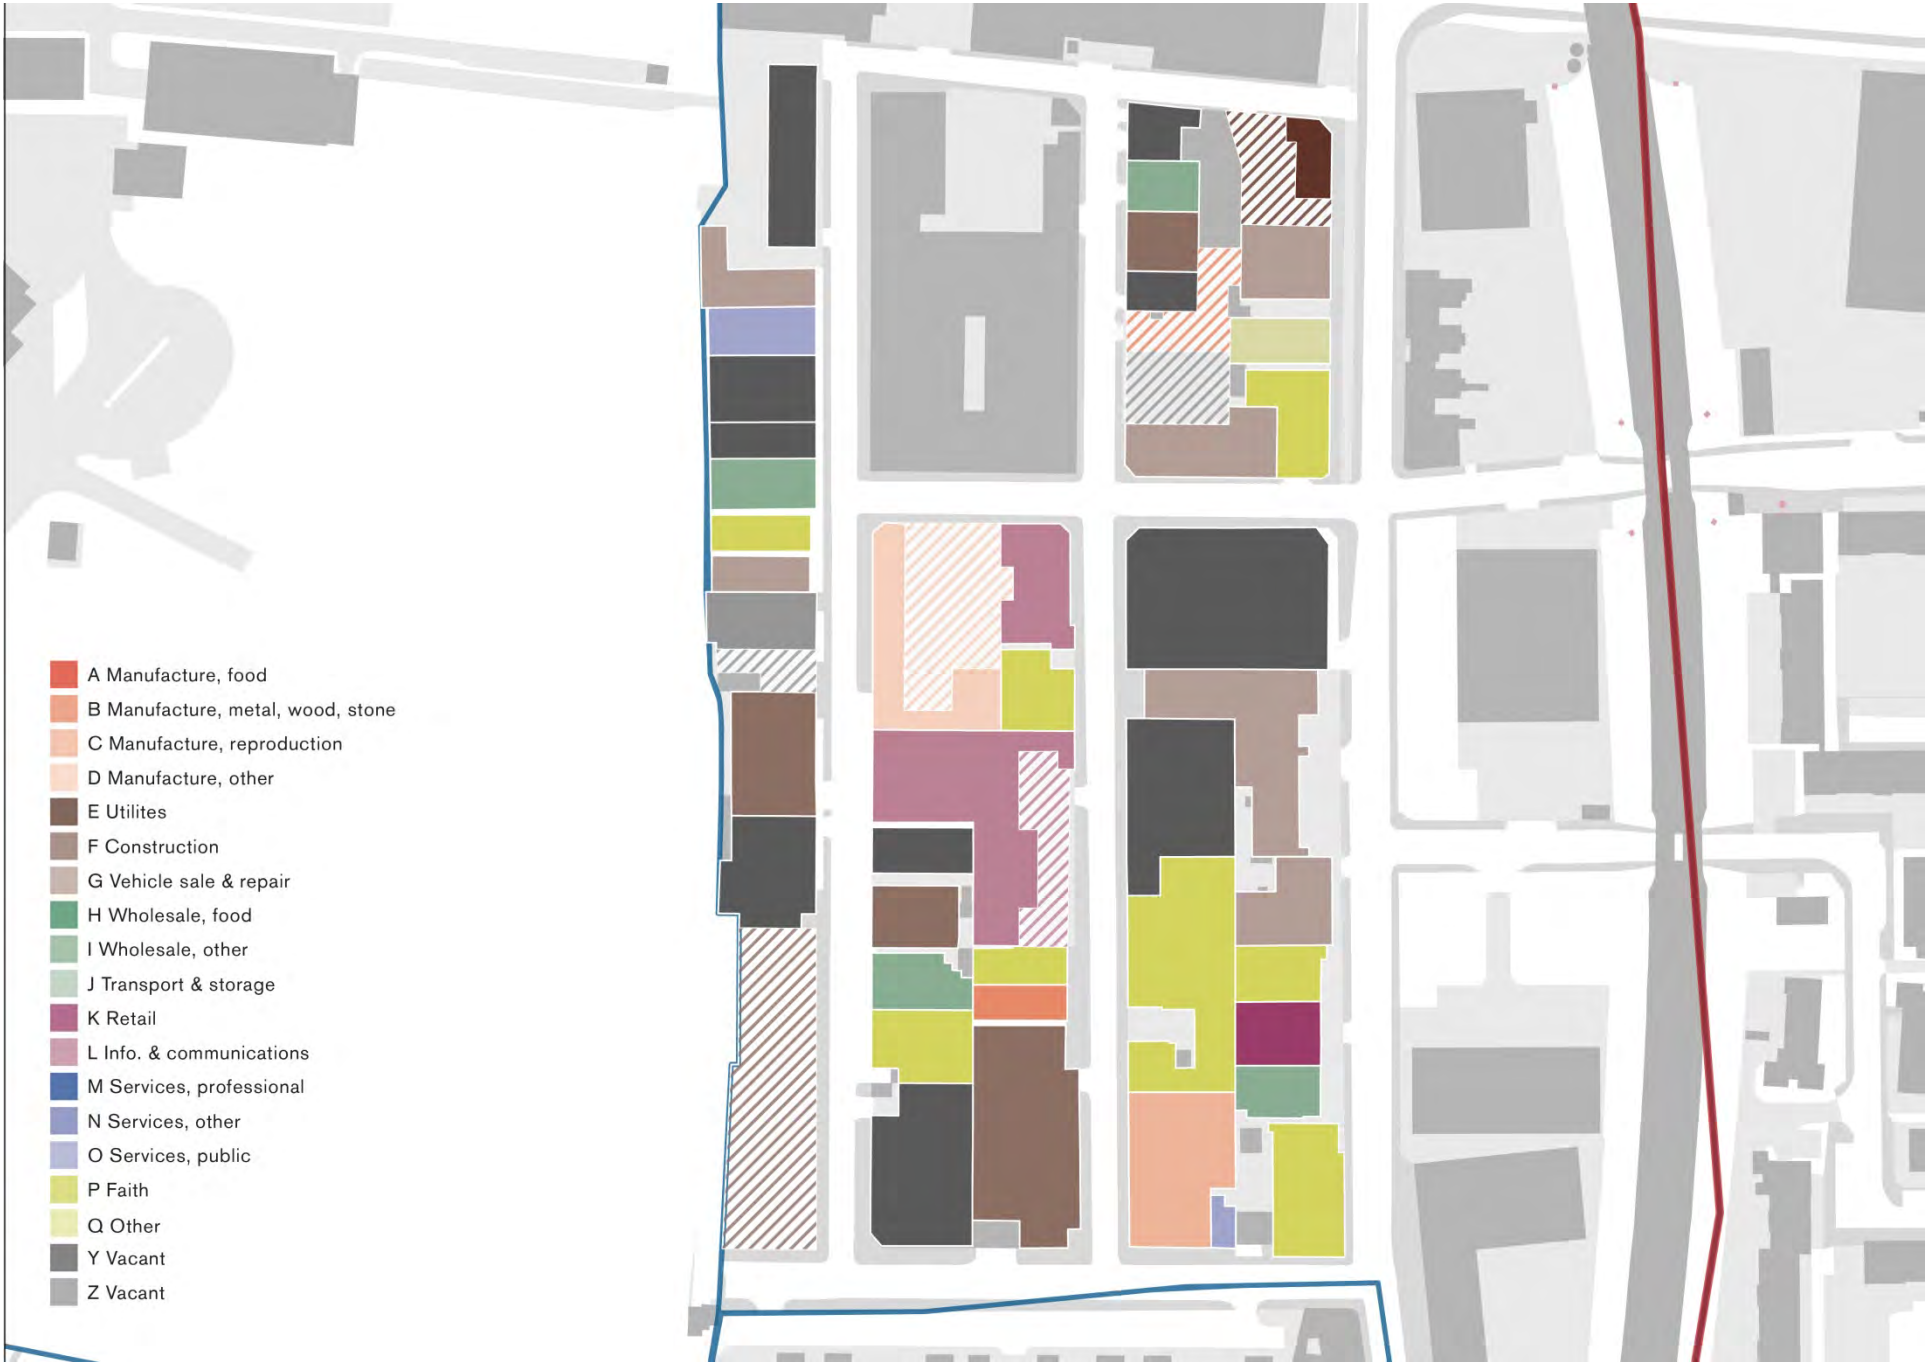 A Manufacture, food
B Manufacture, metal, wood, stone
C Manufacture, reproduction
D Manufacture, other
E Utilites
F Construction
G Vehicle sale & repair
H Wholesale, food
I Wholesale, other
J Transport & storage
K Retail
L Info. & communications
M Services, professional
N Services, other
O Services, public
P Faith
Q Other
Y Vacant
Z Vacant